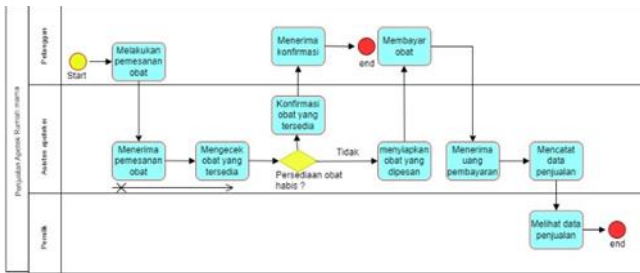 Penjualan Apotek Rumah mama
Pelanggan
Start
Melakukan
pemesanan
obat
Menerima
konfirmasi
end
Membayar
obat
Asisten apoteker
Menerima
pemesanan
obat
Mengecek
obat yang
tersedia
Konfirmasi
obat yang
tersedia
Persediaan obat
habis ?
Tidak
menyiapkan
obat yang
dipesan
Menerima
uang
pembayaran
Mencatat
data
penjualan
Pemilik
Melihat data
penjualan
end